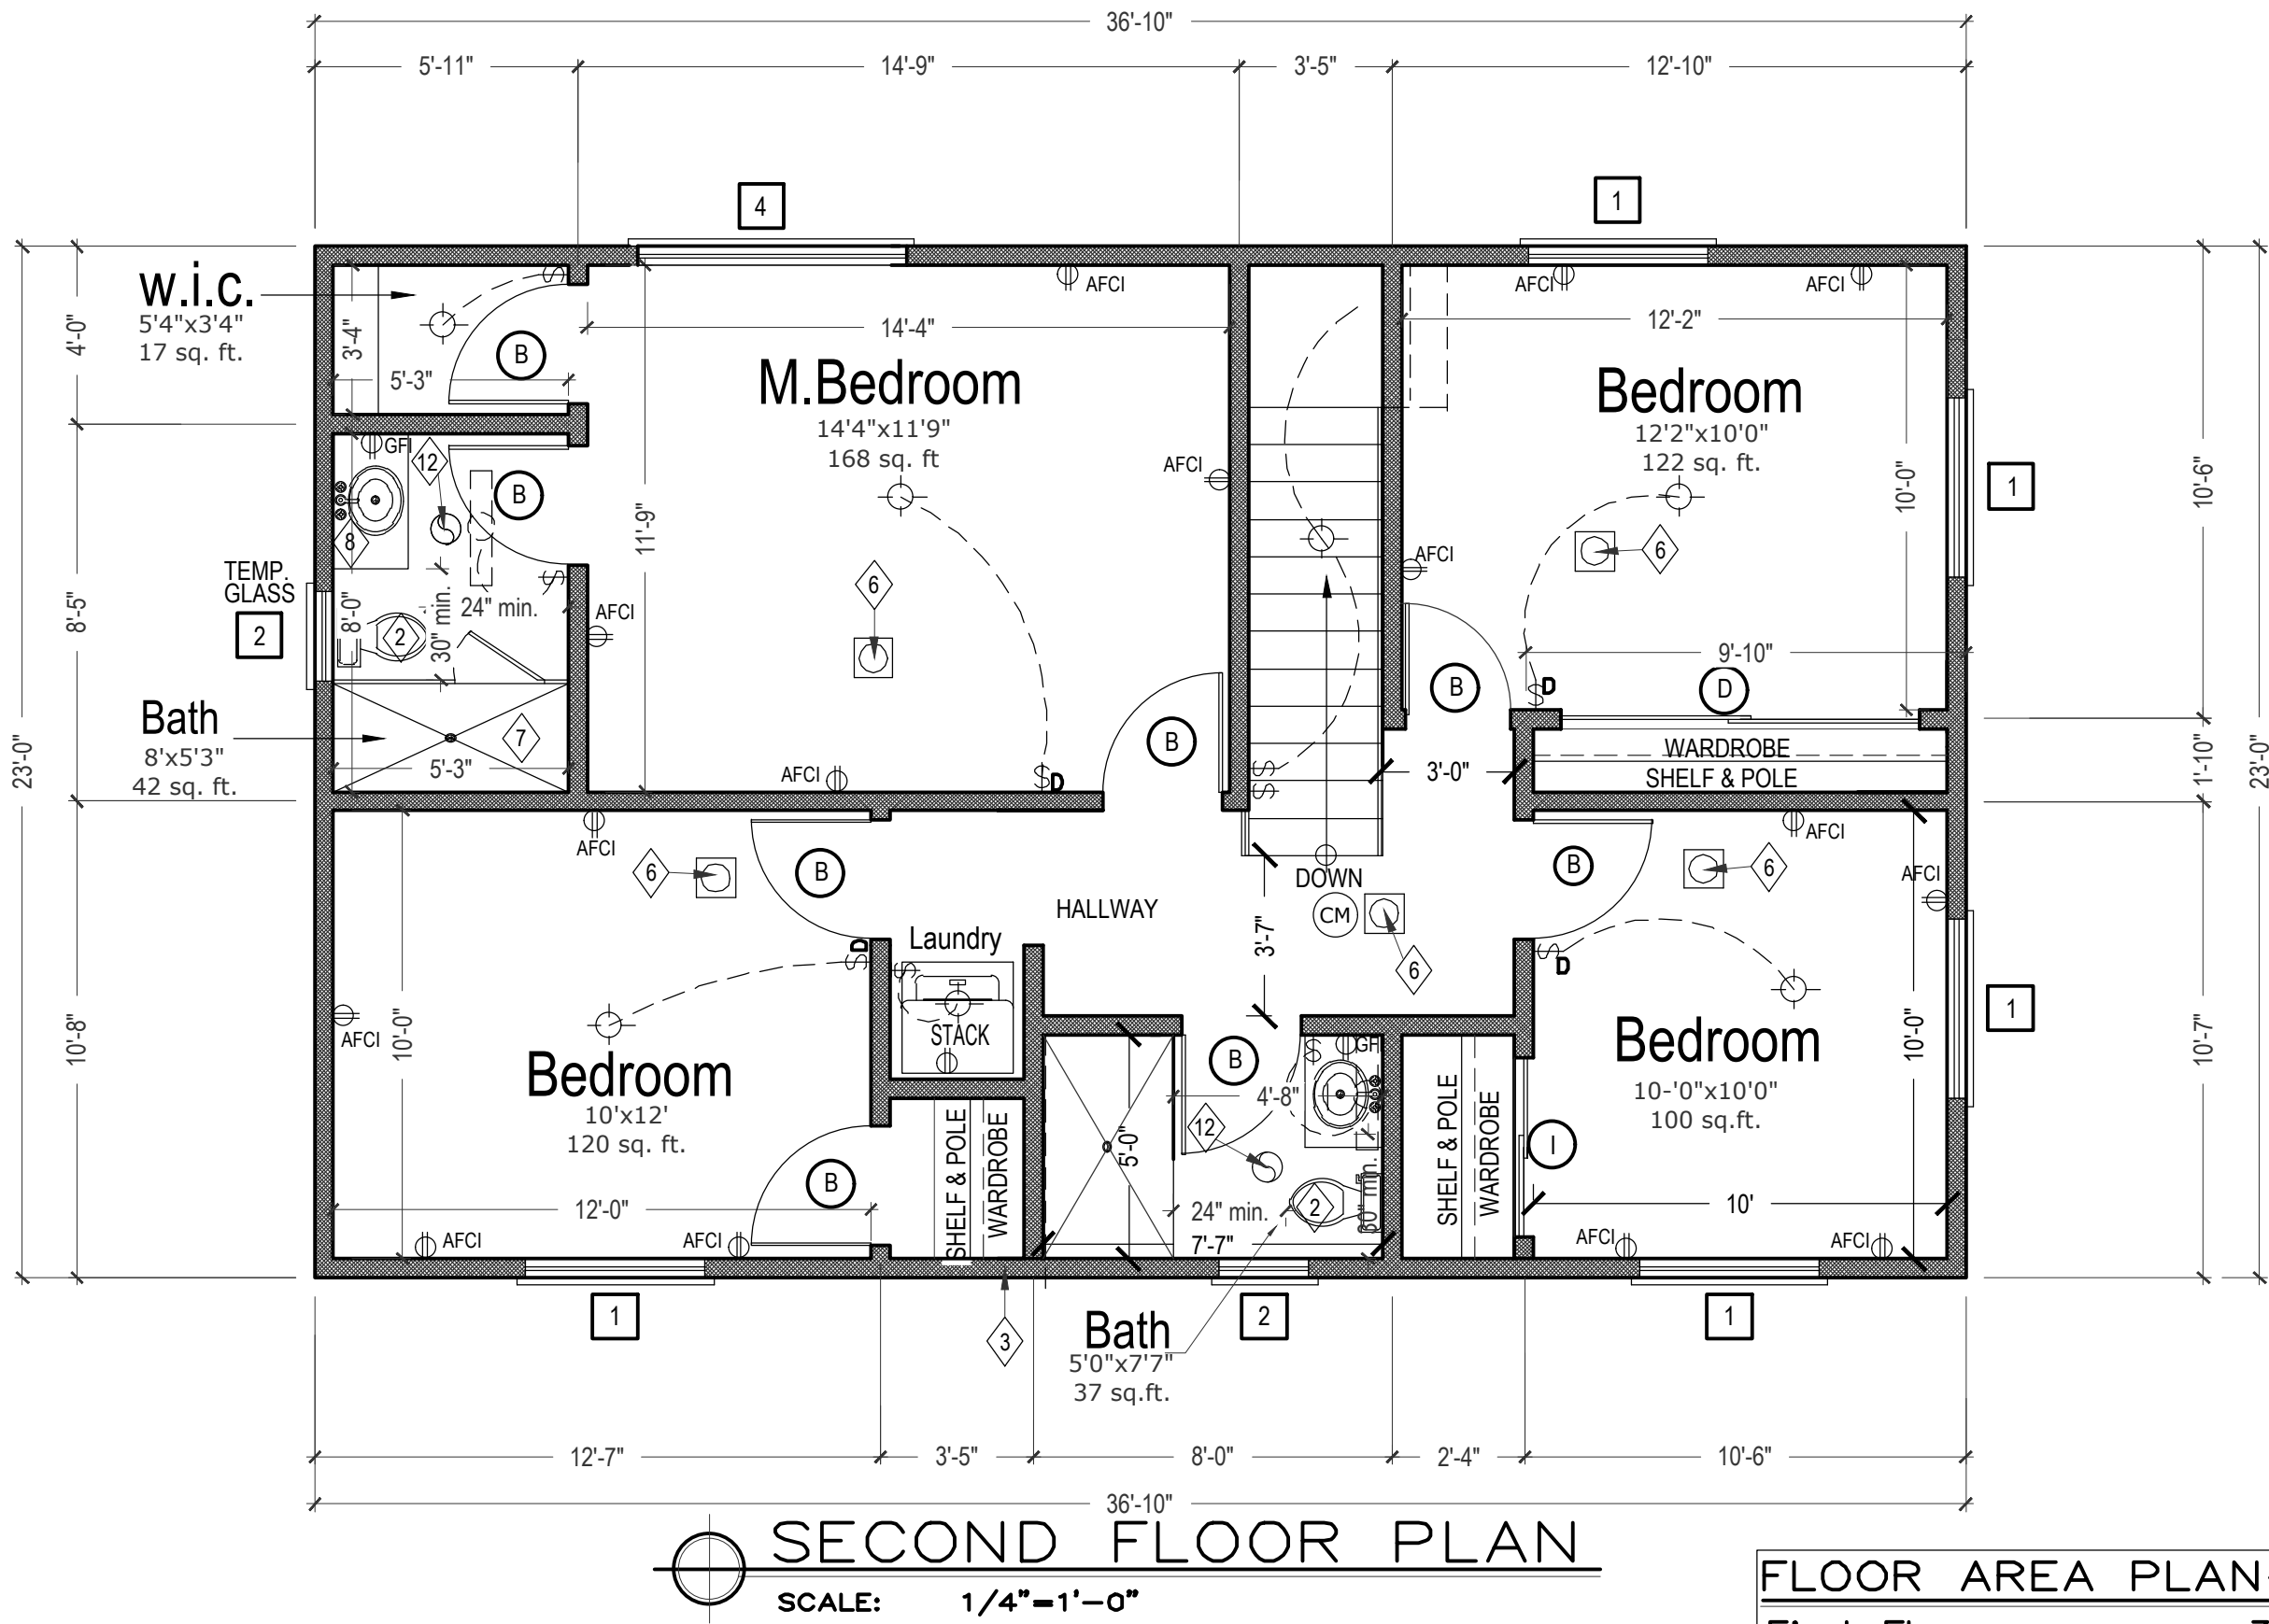 36'-10"
5'-11"
14'-9"
3'-5"
12'-10"
4
1
w.i.c.
5'4"x3'4"
17 sq. ft.
4'-0"
3'-4"
5'-3"
B
14'-4"
M.Bedroom
14'4"x11'9"
168 sq. ft
AFCI
AFCI
11'-9"
6
AFCI
AFCI
D
B
AFCI
AFCI
12'-2"
Bedroom
12'2"x10'0"
122 sq. ft.
10'-0"
AFCI
6
B
9'-10"
D
D
WARDROBE
SHELF & POLE
3'-0"
1
10'-6"
1'-10"
23'-0"
GFI
12
B
8
TEMP.
GLASS
2
8'-0"
2
30" min.
24" min.
8'-5"
Bath
8'x5'3"
42 sq. ft.
5'-3"
7
23'-0"
AFCI
6
B
D
HALLWAY
DOWN
CM
6
3'-7"
B
D
6
AFCI
AFCI
Laundry
STACK
10'-8"
AFCI
10'-0"
Bedroom
10'x12'
120 sq. ft.
12'-0"
AFCI
AFCI
B
SHELF & POLE
WARDROBE
B
GF
4'-8"
12
5'-0"
24" min.
2
7'-7"
SHELF & POLE
WARDROBE
I
Bedroom
10-'0"x10'0"
100 sq.ft.
10'
10'-0"
AFCI
AFCI
1
10'-7"
1
3
Bath
5'0"x7'7"
37 sq.ft.
2
1
12'-7"
3'-5"
8'-0"
2'-4"
10'-6"
36'-10"
SECOND FLOOR PLAN
SCALE: 1/4"=1'-0"
FLOOR AREA PLAN